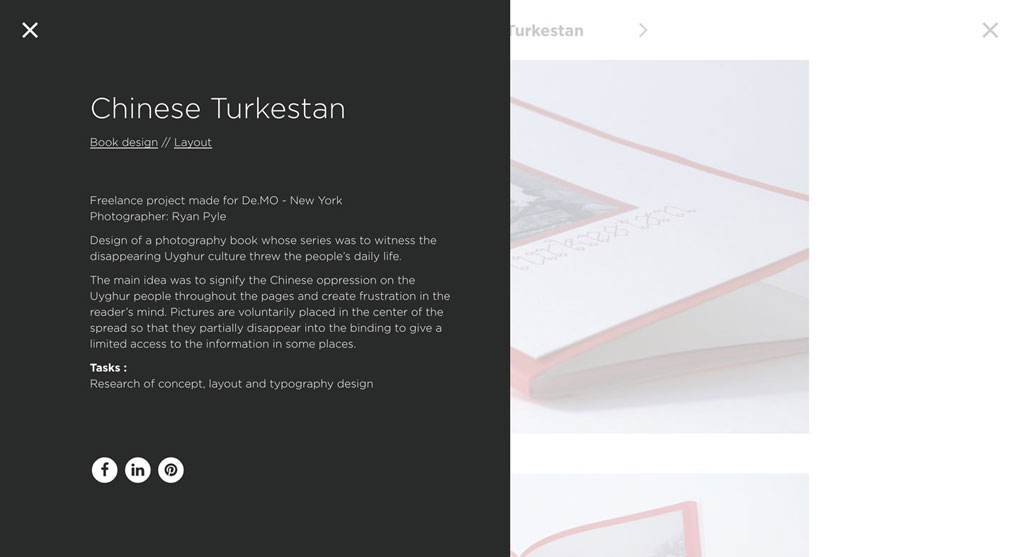 Turkestan
Chinese Turkestan
Book design // Layout
Freelance project made for De.MO - New York
Photographer: Ryan Pyle
Design of a photography book whose series was to witness the
disappearing Uyghur culture threw the people's daily life.
The main idea was to signify the Chinese oppression on the
Uyghur people throughout the pages and create frustration in the
reader's mind. Pictures are voluntarily placed in the center of the
spread so that they partially disappear into the binding to give a
limited access to the information in some places.
Tasks :
Research of concept, layout and typography design